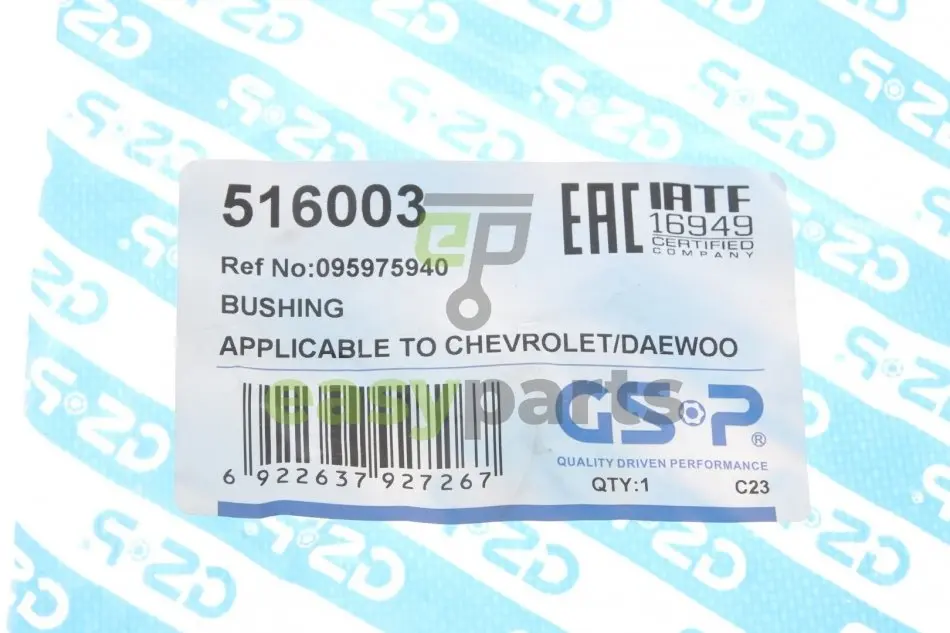 516003
EAC
IATF
16949
CERTIFIED
COMPANY
ep
Ref No:095975940
BUSHING
APPLICABLE TO CHEVROLET/DAEWOO
easyparts
GSP®
QUALITY DRIVEN PERFORMANCE
6 922637 927267
QTY:1
C23